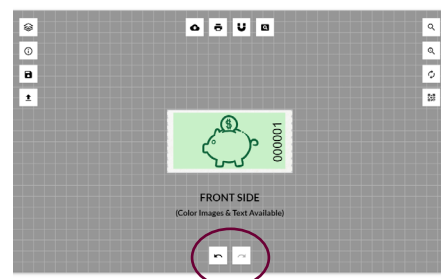 $
000001
FRONT SIDE
(Color Images & Text Available)